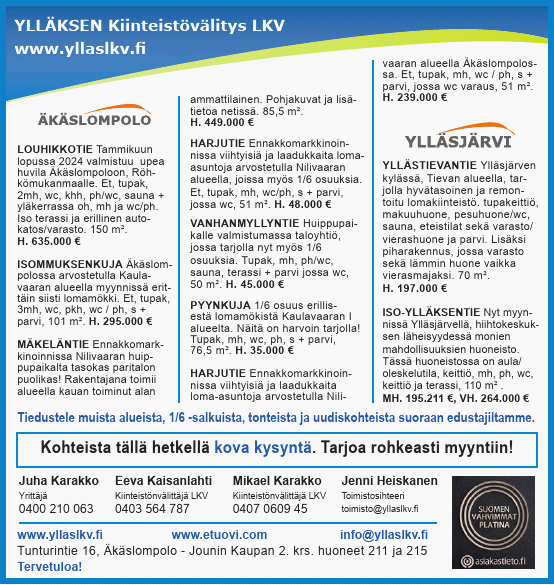 YLLÄKSEN Kiinteistövälitys LKV
www.yllaslkv.fi
ÄKÄSLOMPOLO
LOUHIKKOTIE Tammikuun
lopussa 2024 valmistuu upea
huvila Äkäslompoloon, Röh-
kömukanmaalle. Et, tupak,
2mh, wc, khh, ph/wc, sauna +
yläkerrassa oh, mh ja wc/ph.
Iso terassi ja erillinen auto-
katos/varasto. 150 m².
H. 635.000 €
ISOMMUKSENKUJA Äkäslom-
polossa arvostetulla Kaula-
vaaran alueella myynnissä erit-
täin siisti lomamökki. Et, tupak,
3mh, wc, pkh, wc / ph, s +
parvi, 101 m². H. 295.000 €
MÄKELÄNTIE Ennakkomark-
kinoinnissa Nilivaaran huip-
pupaikalta tasokas paritalon
puolikas! Rakentajana toimii
alueella kauan toiminut alan
ammattilainen. Pohjakuvat ja lisä-
tietoa netissä. 85,5 m².
H. 449.000 €
HARJUTIE Ennakkomarkkinoin-
nissa viihtyisiä ja laadukkaita loma-
asuntoja arvostetulla Nilivaaran
alueella, joissa myös 1/6 osuuksia.
Et, tupak, mh, wc/ph, s + parvi,
jossa wc, 51 m². H. 48.000 €
VANHANMYLLYNTIE Huippupai-
kalle valmistumassa taloyhtiö,
jossa tarjolla nyt myös 1/6
osuuksia. Tupak, mh, ph/wc,
sauna, terassi + parvi jossa wc,
50 m². H. 45.000 €
PYYNKUJA 1/6 osuus erillis-
estä lomamökistä Kaulavaaran I
alueelta. Näitä on harvoin tarjolla!
Tupak, mh, wc, ph, s + parvi,
76,5 m². H. 35.000 €
HARJUTIE Ennakkomarkkinoin-
nissa viihtyisiä ja laadukkaita
loma-asuntoja arvostetulla Nili-
vaaran alueella Äkäslompolos-
sa. Et, tupak, mh, wc / ph, s +
parvi, jossa wc varaus, 51 m².
H. 239.000 €
YLLÄSJÄRVI
YLLÄSTIEVANTIE Ylläsjärven
kylässä, Tievan alueella, tar-
jolla hyvätasoinen ja remon-
toitu lomakiinteistö. tupakeittiö,
makuuhuone, pesuhuone/wc,
sauna, eteistilat sekä varasto/
vierashuone ja parvi. Lisäksi
piharakennus, jossa varasto
sekä lämmin huone vaikka
vierasmajaksi. 70 m².
H. 197.000 €
ISO-YLLÄKSENTIE Nyt myyn-
nissä Ylläsjärvellä, hiihtokeskuk-
sen läheisyydessä monien
mahdollisuuksien huoneisto.
Tässä huoneistossa on aula/
oleskelutila, keittiö, mh, ph, wc,
keittiö ja terassi, 110 m² .
MH. 195.211 €, VH. 264.000 €
Tiedustele muista alueista, 1/6 -salkuista, tonteista ja uudiskohteista suoraan edustajiltamme.
Kohteista tällä hetkellä kova kysyntä. Tarjoa rohkeasti myyntiin!
Juha Karakko
Yrittäjä
0400 210 063
Eeva Kaisanlahti
Kiinteistönvälittäjä LKV
0403 564 787
Mikael Karakko
Kiinteistönvälittäjä LKV
0407 0609 45
Jenni Heiskanen
Toimistosihteeri
toimisto@yllaslkv.fi
SUOMEN
VAHVIMMAT
PLATINA
asiakastieto.fi
www.yllaslkv.fi www.etuovi.com info@yllaslkv.fi
Tunturintie 16, Äkäslompolo - Jounin Kaupan 2. krs. huoneet 211 ja 215
Tervetuloa!